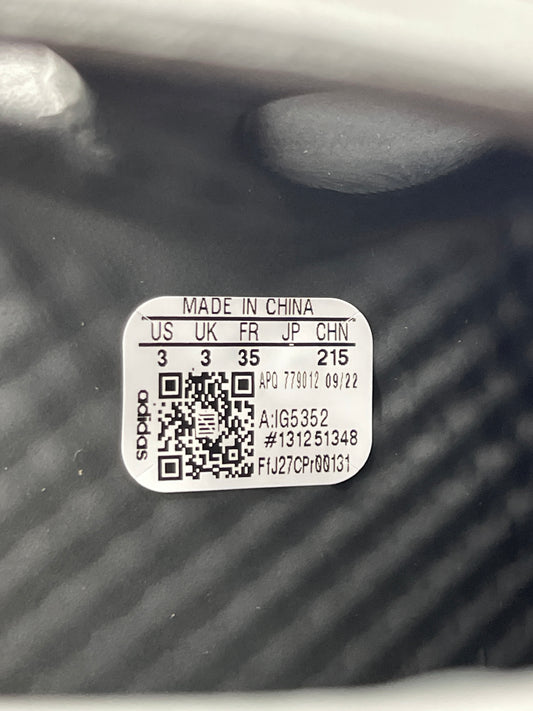 MADE IN CHINA
US UK FR JP CHN
3 3 35 215
APQ 779012 09/22
A:IG5352
#131251348
FfJ27CPr00131
adidas